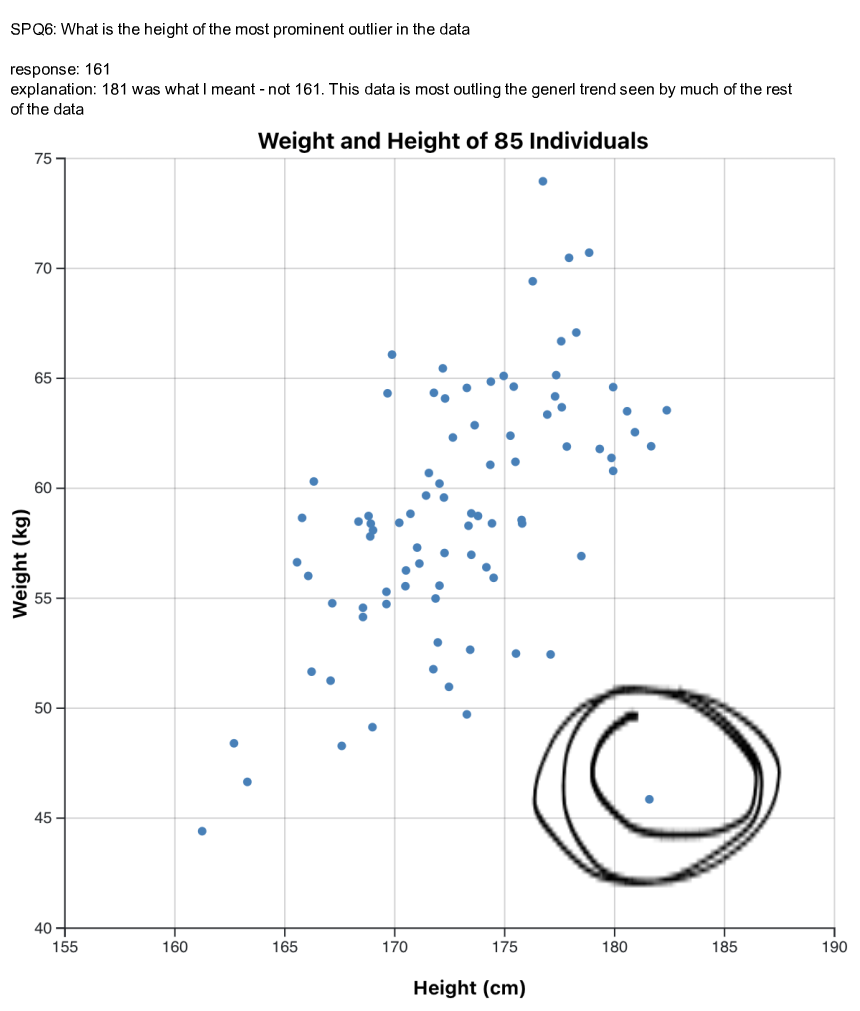 SPQ6: What is the height of the most prominent outlier in the data
response: 161
explanation: 181 was what I meant - not 161. This data is most outling the generl trend seen by much of the rest
of the data
Weight and Height of 85 Individuals
75
70
65
60
55
50
45
40
Weight (kg)
155 160 165 170 175 180 185 190
Height (cm)